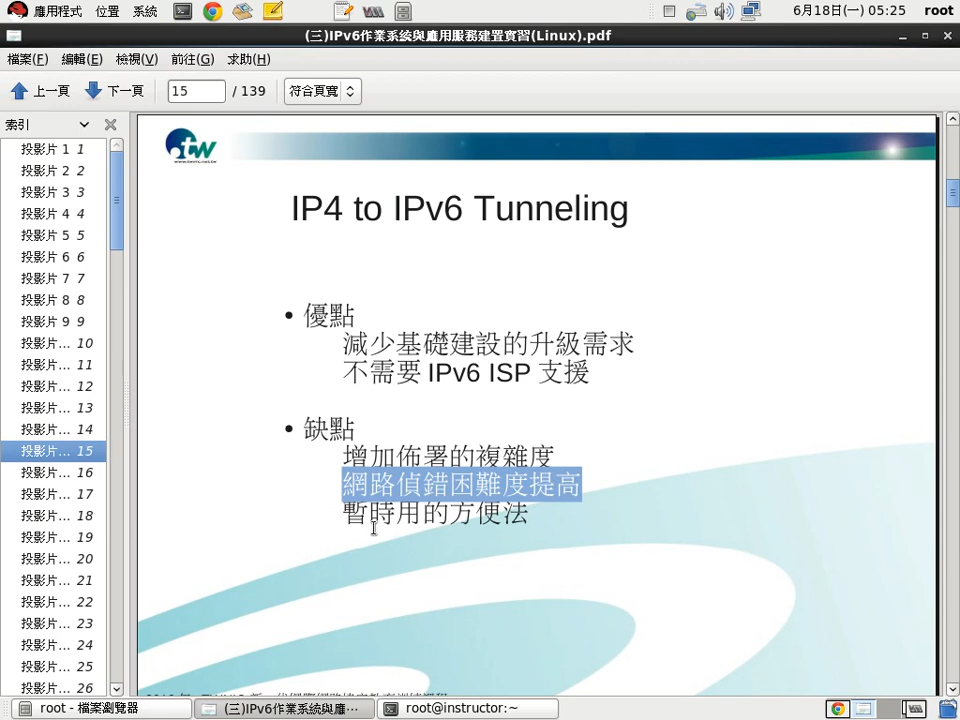 應用程式 位置 系統 6月18日(一) 05:25 root
(三)IPv6作業系統與應用服務建置實習(Linux).pdf
檔案(F) 編輯(E) 檢視(V) 前往(G) 求助(H)
上一頁 下一頁 15 / 139 符合頁寬
索引
投影片 1 1
投影片 2 2
投影片 3 3
投影片 4 4
投影片 5 5
投影片 6 6
投影片 7 7
投影片 8 8
投影片 9 9
投影片... 10
投影片... 11
投影片... 12
投影片... 13
投影片... 14
投影片... 15
投影片... 16
投影片... 17
投影片... 18
投影片... 19
投影片... 20
投影片... 21
投影片... 22
投影片... 23
投影片... 24
投影片... 25
投影片... 26
.tw
IP4 to IPv6 Tunneling
• 優點
減少基礎建設的升級需求
不需要 IPv6 ISP 支援
• 缺點
增加佈署的複雜度
網路偵錯困難度提高
暫時用的方便法
root - 檔案瀏覽器 (三)IPv6作業系統與應… root@instructor:~